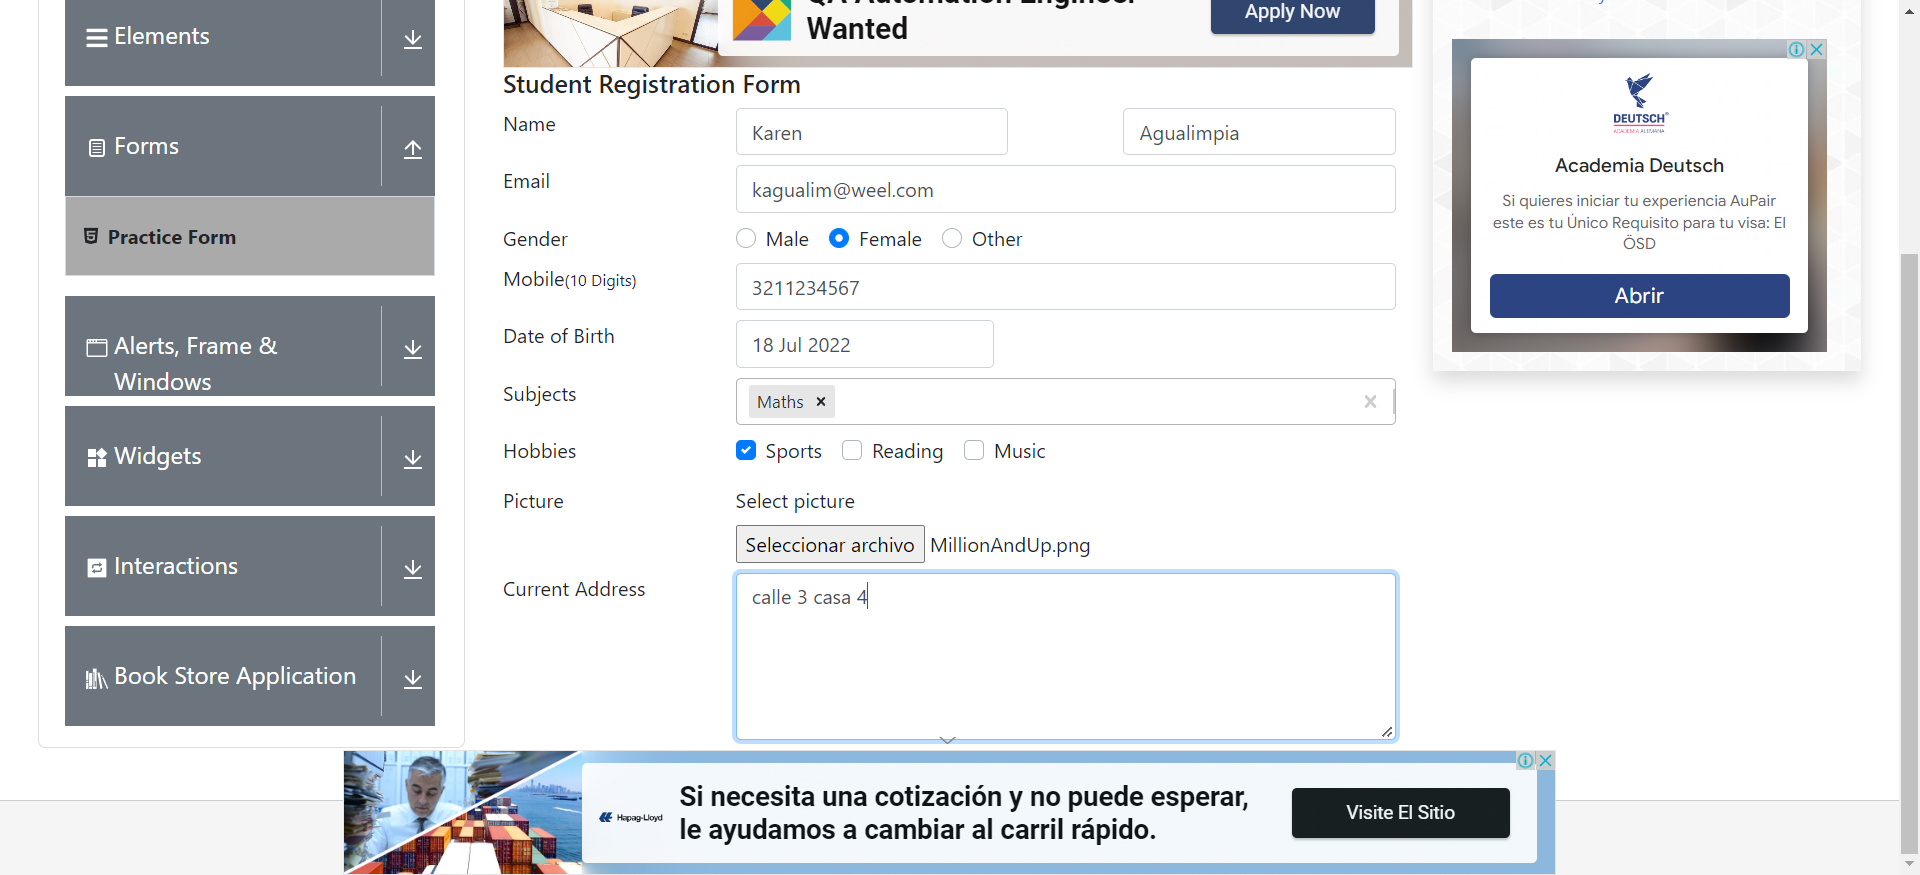 Elements
Forms
Practice Form
Alerts, Frame &
Windows
Widgets
Interactions
Book Store Application
QA Automation Engineer
Wanted
Apply Now
Student Registration Form
Name
Karen
Agualimpia
Email
kagualim@weel.com
Gender
Male
Female
Other
Mobile(10 Digits)
3211234567
Date of Birth
18 Jul 2022
Subjects
Maths
Hobbies
Sports
Reading
Music
Picture
Select picture
Seleccionar archivo
MillionAndUp.png
Current Address
calle 3 casa 4
DEUTSCH
ACADEMIA ALEMANA
Academia Deutsch
Si quieres iniciar tu experiencia AuPair
este es tu Único Requisito para tu visa: El
ÖSD
Abrir
Hapag-Lloyd
Si necesita una cotización y no puede esperar,
le ayudamos a cambiar al carril rápido.
Visite El Sitio